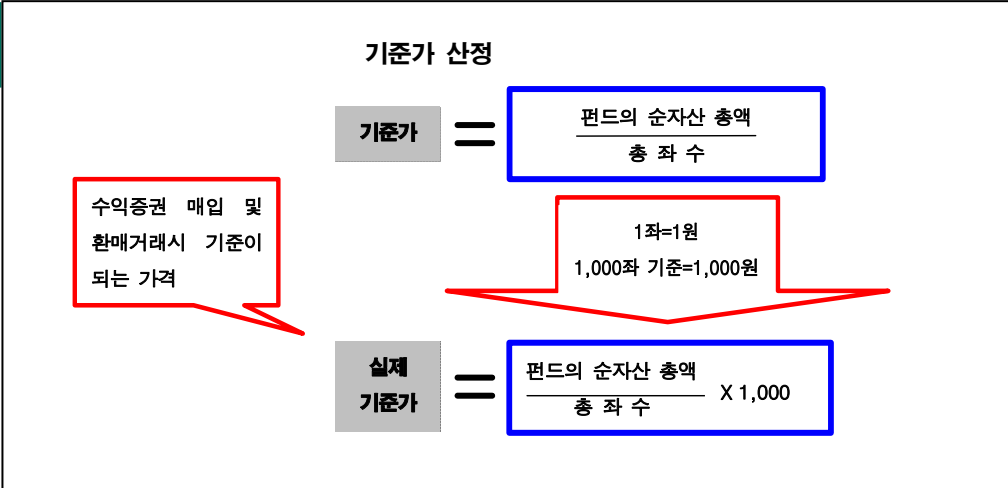 기준가 산정
기준가
=
펀드의 순자산 총액
총 좌 수
수익증권 매입 및
환매거래시 기준이
되는 가격
1좌=1원
1,000좌 기준=1,000원
실제
기준가
=
펀드의 순자산 총액
총 좌 수
X 1,000